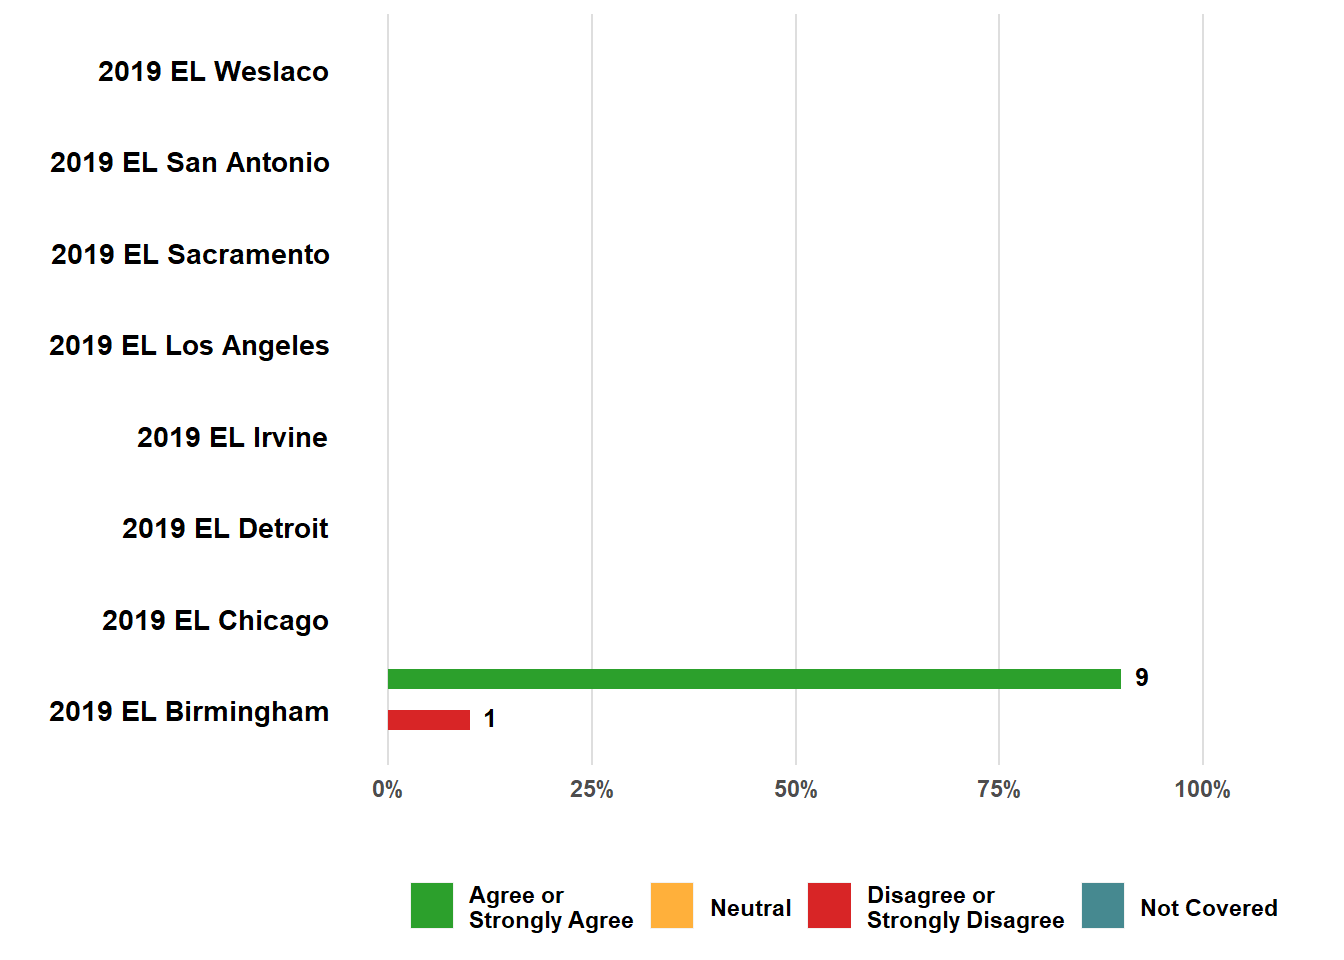 2019 EL Weslaco
2019 EL San Antonio
2019 EL Sacramento
2019 EL Los Angeles
2019 EL Irvine
2019 EL Detroit
2019 EL Chicago
9
2019 EL Birmingham
1
0% 25% 50% 75% 100%
Agree or
Strongly Agree
Neutral
Disagree or
Strongly Disagree
Not Covered